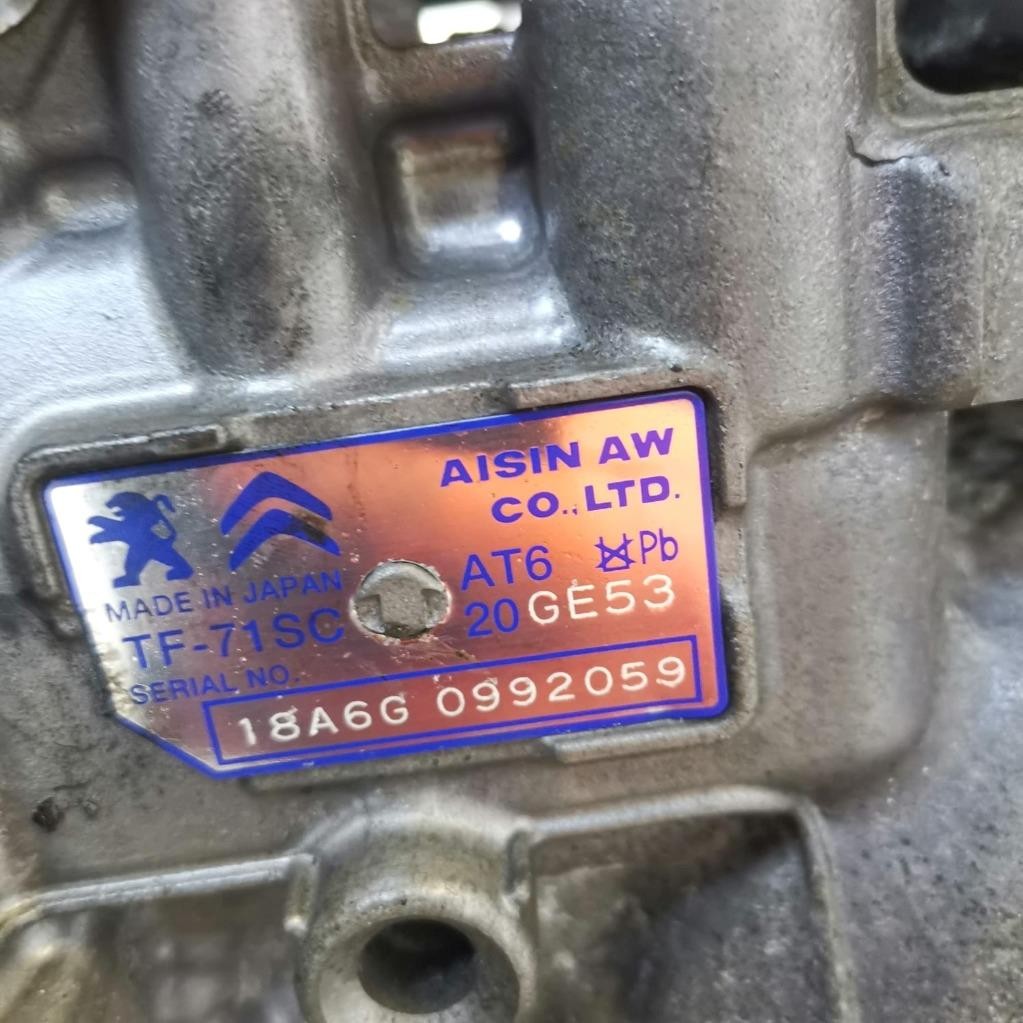 AISIN AW
CO.,LTD.
MADE IN JAPAN
AT6 Pb
TF-71SC
20 GE53
SERIAL NO.
18A6G 0992059